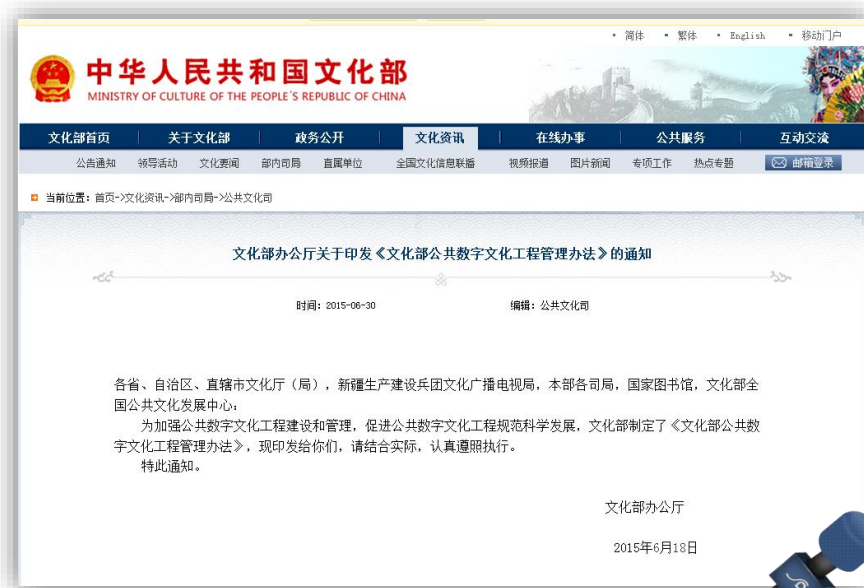 简体 繁体 English 移动门户
中华人民共和国文化部
MINISTRY OF CULTURE OF THE PEOPLE'S REPUBLIC OF CHINA
文化部首页 关于文化部 政务公开 文化资讯 在线办事 公共服务 互动交流
公告通知 领导活动 文化要闻 部内司局 直属单位 全国文化信息联播 视频报道 图片新闻 专项工作 热点专题 邮箱登录
当前位置：首页->文化资讯->部内司局->公共文化司
文化部办公厅关于印发《文化部公共数字文化工程管理办法》的通知
时间：2015-06-30 编辑：公共文化司
各省、自治区、直辖市文化厅（局），新疆生产建设兵团文化广播电视局，本部各司局，国家图书馆，文化部全
国公共文化发展中心：
为加强公共数字文化工程建设和管理，促进公共数字文化工程规范科学发展，文化部制定了《文化部公共数
字文化工程管理办法》，现印发给你们，请结合实际，认真遵照执行。
特此通知。
文化部办公厅
2015年6月18日